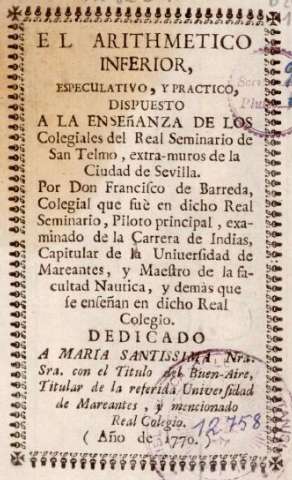 EL ARITHMETICO
INFERIOR,
ESPECULATIVO, Y PRACTICO,
DISPUESTO
A LA ENSEñANZA DE LOS
Colegiales del Real Seminario de
San Telmo, extra-muros de la
Ciudad de Sevilla.
Por Don Francisco de Barreda,
Colegial que fuè en dicho Real
Seminario, Piloto principal, exa-
minado de la Carrera de Indias,
Capitular de la Uniuersidad de
Mareantes, y Maestro de la fa-
cultad Nautica, y demàs que
se enseñan en dicho Real
Colegio.
DEDICADO
A MARIA SANTISSIMA Nra.
Sra. con el Titulo del Buen-Aire,
Titular de la referida Universidad
de Mareantes, y mencionado
Real Colegio.
12758
(Año de 1770.)